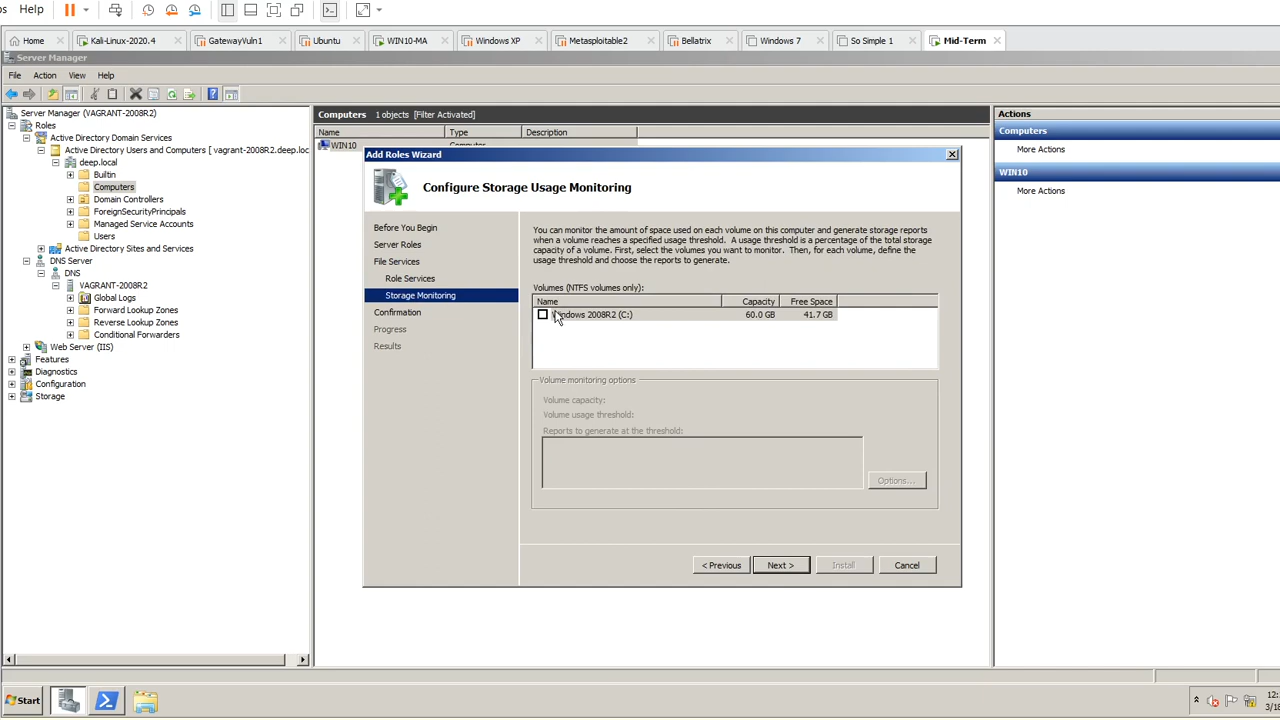 ps Help
Home Kali-Linux-2020.4 GatewayVuln1 Ubuntu WIN10-MA Windows XP Metasploitable2 Bellatrix Windows 7 So Simple 1 Mid-Term
Server Manager
File Action View Help
Server Manager (VAGRANT-2008R2)
Roles
Active Directory Domain Services
Active Directory Users and Computers [ vagrant-2008R2.deep.loc
deep.local
Builtin
Computers
Domain Controllers
ForeignSecurityPrincipals
Managed Service Accounts
Users
Active Directory Sites and Services
DNS Server
DNS
VAGRANT-2008R2
Global Logs
Forward Lookup Zones
Reverse Lookup Zones
Conditional Forwarders
Web Server (IIS)
Features
Diagnostics
Configuration
Storage
Computers 1 objects [Filter Activated]
Name Type Description
WIN10 Computer
Add Roles Wizard
Configure Storage Usage Monitoring
Before You Begin
Server Roles
File Services
Role Services
Storage Monitoring
Confirmation
Progress
Results
You can monitor the amount of space used on each volume on this computer and generate storage reports
when a volume reaches a specified usage threshold. A usage threshold is a percentage of the total storage
capacity of a volume. First, select the volumes you want to monitor. Then, for each volume, define the
usage threshold and choose the reports to generate.
Volumes (NTFS volumes only):
Name Capacity Free Space
Windows 2008R2 (C:) 60.0 GB 41.7 GB
Volume monitoring options
Volume capacity:
Volume usage threshold:
Reports to generate at the threshold:
Options...
< Previous Next > Install Cancel
Actions
Computers
More Actions
WIN10
More Actions
Start
12:
3/18